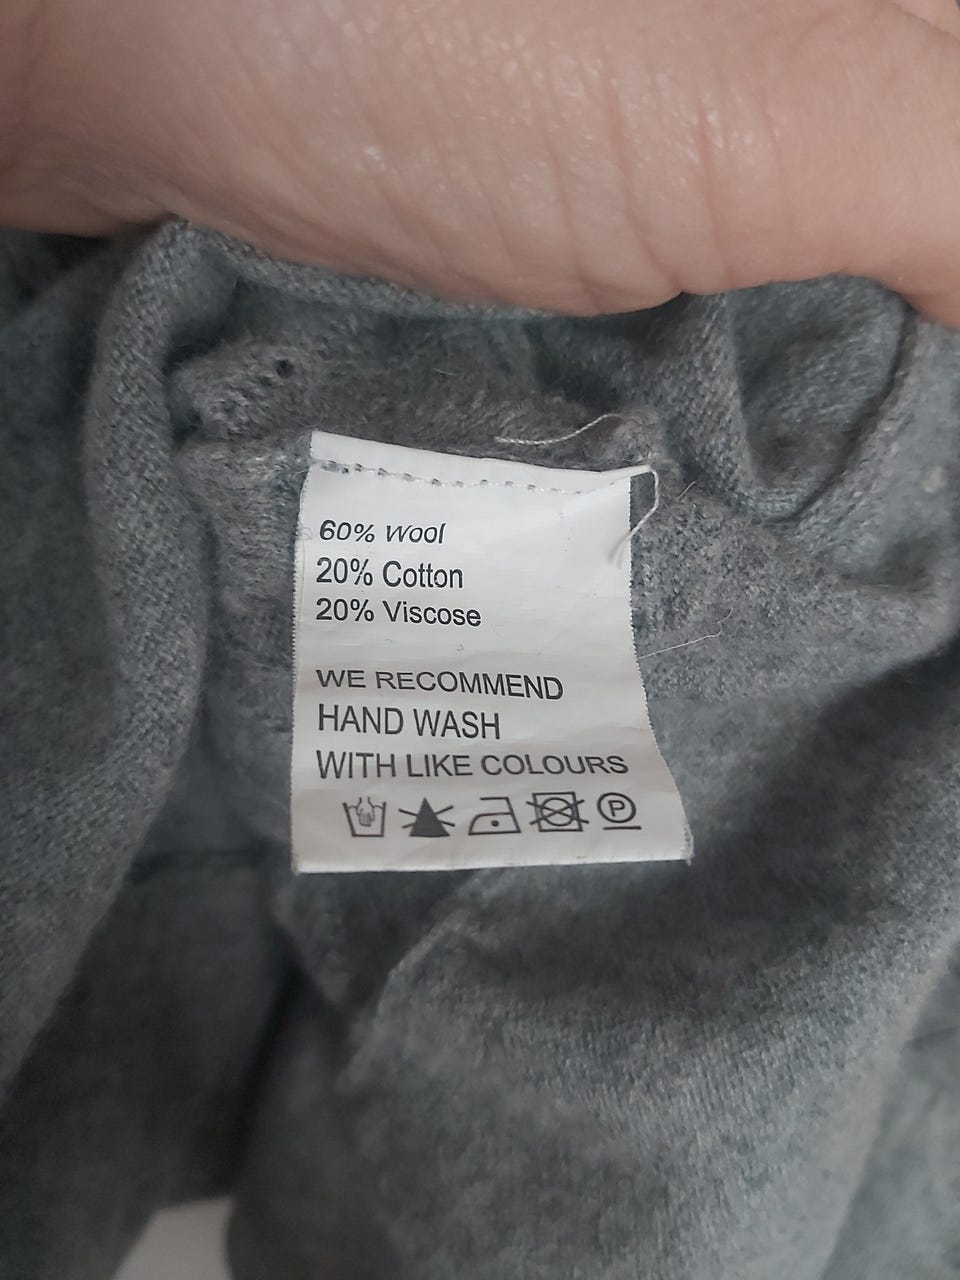 60% Wool
20% Cotton
20% Viscose
WE RECOMMEND
HAND WASH
WITH LIKE COLOURS
P